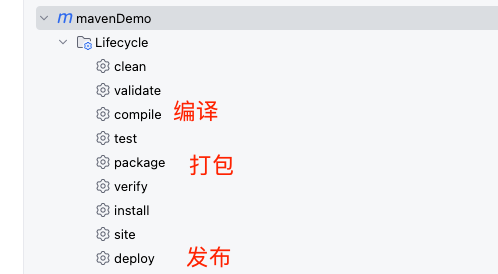 mavenDemo
Lifecycle
clean
validate
compile 编译
test
package 打包
verify
install
site
deploy 发布